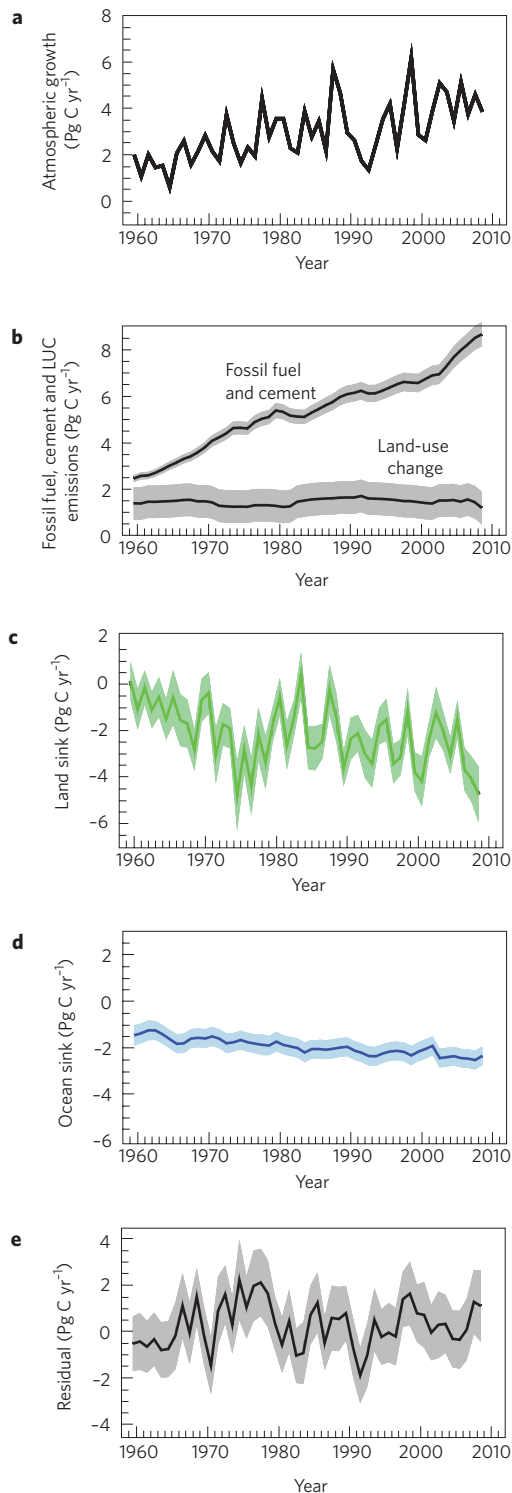 a
Atmospheric growth
(Pg C yr⁻¹)
8
6
4
2
0
1960 1970 1980 1990 2000 2010
Year
b
Fossil fuel, cement and LUC
emissions (Pg C yr⁻¹)
8
6
4
2
0
Fossil fuel
and cement
Land-use
change
1960 1970 1980 1990 2000 2010
Year
c
Land sink (Pg C yr⁻¹)
2
0
-2
-4
-6
1960 1970 1980 1990 2000 2010
Year
d
Ocean sink (Pg C yr⁻¹)
2
0
-2
-4
-6
1960 1970 1980 1990 2000 2010
Year
e
Residual (Pg C yr⁻¹)
4
2
0
-2
-4
1960 1970 1980 1990 2000 2010
Year